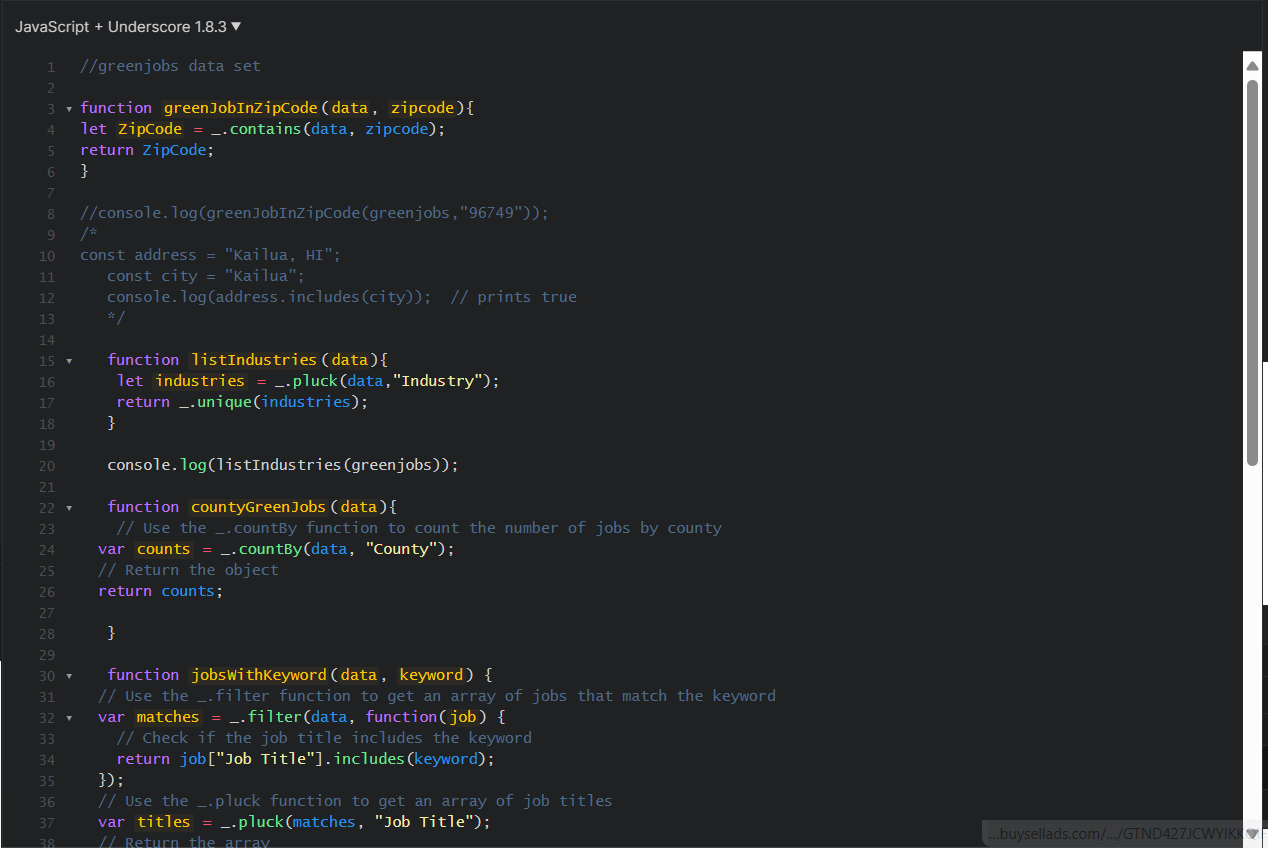 JavaScript + Underscore 1.8.3 ▼
1 //greenjobs data set
2
3 function greenJobInZipCode(data, zipcode){
4 let ZipCode = _.contains(data, zipcode);
5 return ZipCode;
6 }
7
8 //console.log(greenJobInZipCode(greenjobs,"96749"));
9 /*
10 const address = "Kailua, HI";
11 const city = "Kailua";
12 console.log(address.includes(city));  // prints true
13 */
14
15 function listIndustries(data){
16 let industries = _.pluck(data,"Industry");
17 return _.unique(industries);
18 }
19
20 console.log(listIndustries(greenjobs));
21
22 function countyGreenJobs(data){
23 // Use the _.countBy function to count the number of jobs by county
24 var counts = _.countBy(data, "County");
25 // Return the object
26 return counts;
27
28 }
29
30 function jobsWithKeyword(data, keyword) {
31 // Use the _.filter function to get an array of jobs that match the keyword
32 var matches = _.filter(data, function(job) {
33 // Check if the job title includes the keyword
34 return job["Job Title"].includes(keyword);
35 });
36 // Use the _.pluck function to get an array of job titles
37 var titles = _.pluck(matches, "Job Title");
38 // Return the array
...buysellads.com/.../GTND427JCWYIKK